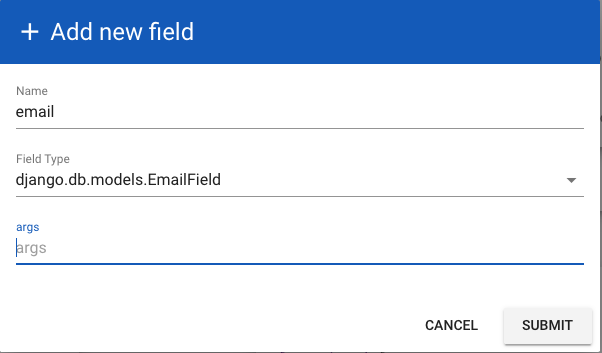 + Add new field
Name
email
Field Type
django.db.models.EmailField
args
args
CANCEL
SUBMIT